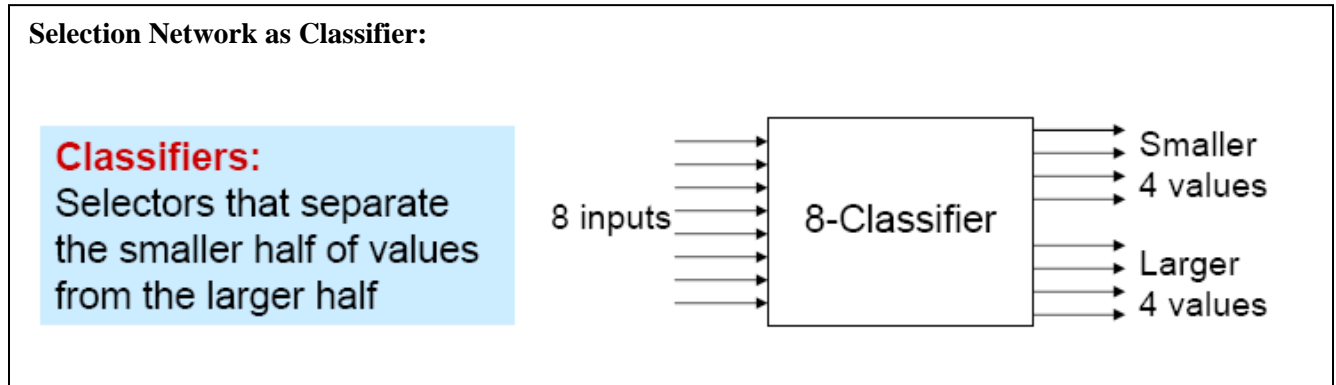 Selection Network as Classifier:
Classifiers:
Selectors that separate
the smaller half of values
from the larger half
8 inputs
8-Classifier
Smaller
4 values
Larger
4 values